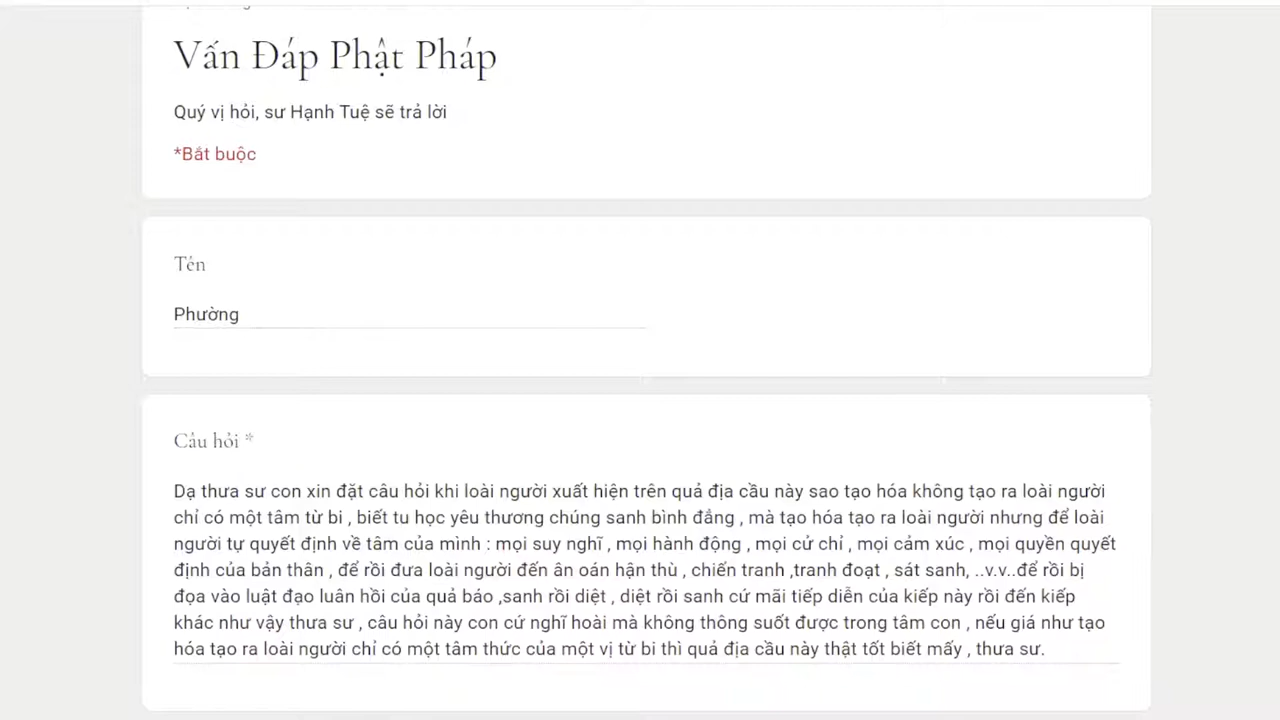 Vấn Đáp Phật Pháp
Quý vị hỏi, sư Hạnh Tuệ sẽ trả lời
*Bắt buộc
Tên
Phường
Câu hỏi *
Dạ thưa sư con xin đặt câu hỏi khi loài người xuất hiện trên quả địa cầu này sao tạo hóa không tạo ra loài người
chỉ có một tâm từ bi , biết tu học yêu thương chúng sanh bình đẳng , mà tạo hóa tạo ra loài người nhưng để loài
người tự quyết định về tâm của mình : mọi suy nghĩ , mọi hành động , mọi cử chỉ , mọi cảm xúc , mọi quyền quyết
định của bản thân , để rồi đưa loài người đến ân oán hận thù , chiến tranh ,tranh đoạt , sát sanh, ..v.v..để rồi bị
đọa vào luật đạo luân hồi của quả báo ,sanh rồi diệt , diệt rồi sanh cứ mãi tiếp diễn của kiếp này rồi đến kiếp
khác như vậy thưa sư , câu hỏi này con cứ nghĩ hoài mà không thông suốt được trong tâm con , nếu giá như tạo
hóa tạo ra loài người chỉ có một tâm thức của một vị từ bi thì quả địa cầu này thật tốt biết mấy , thưa sư.